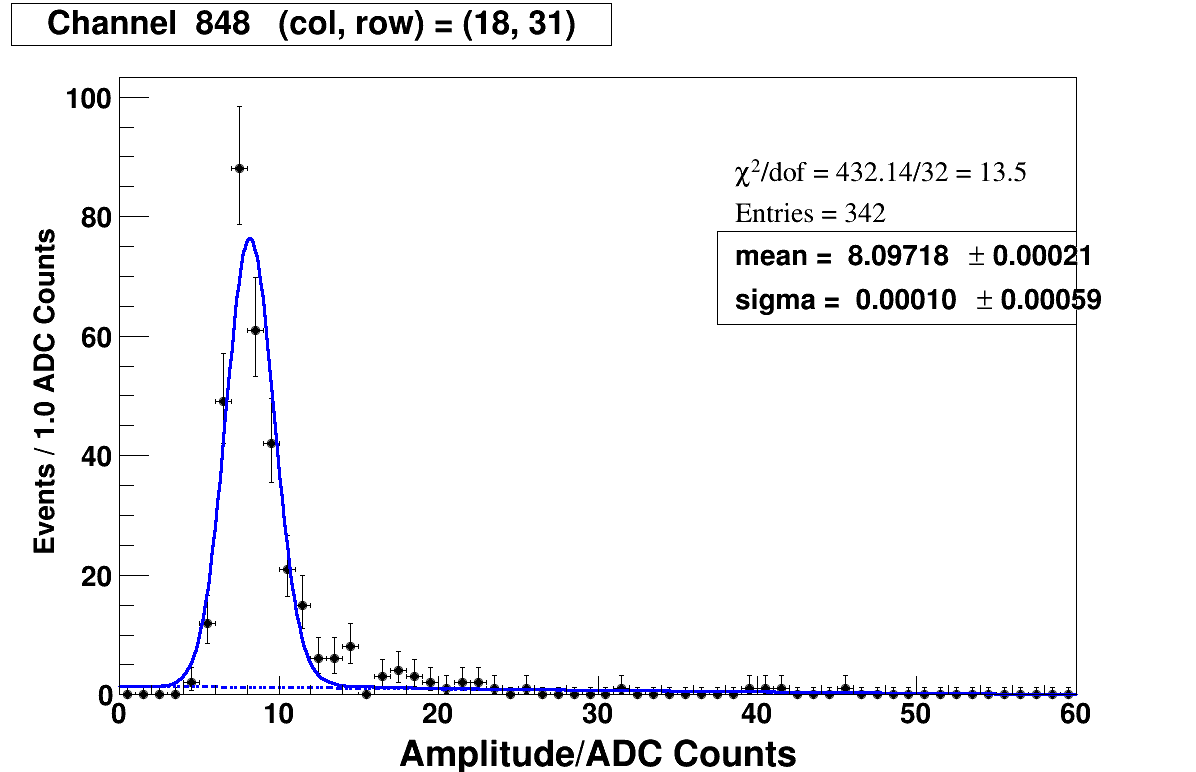 Channel 848 (col, row) = (18, 31)
100
80
60
40
20
0
Events / 1.0 ADC Counts
χ²/dof = 432.14/32 = 13.5
Entries = 342
mean = 8.09718 ± 0.00021
sigma = 0.00010 ± 0.00059
0 10 20 30 40 50 60
Amplitude/ADC Counts